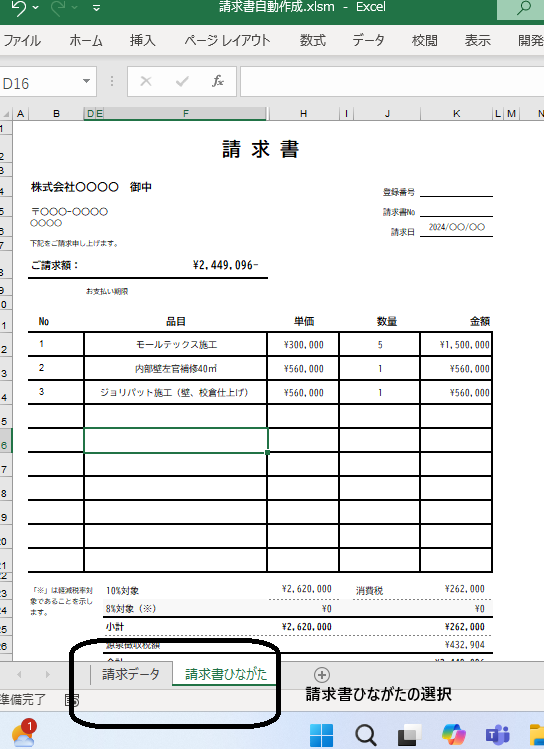 請求書自動作成.xlsm - Excel
ファイル ホーム 挿入 ページ レイアウト 数式 データ 校閲 表示 開発
D16 fx
A B D E F H I J K L M N
請 求 書
株式会社〇〇〇〇 御中
登録番号
〒〇〇〇-〇〇〇〇
請求書No
〇〇〇〇
請求日 2024/〇〇/〇〇
下記をご請求申し上げます。
ご請求額： ¥2,449,096-
お支払い期限
No 品目 単価 数量 金額
1 モールテックス施工 ¥300,000 5 ¥1,500,000
2 内部壁左官補修40㎡ ¥560,000 1 ¥560,000
3 ジョリパット施工（壁、校倉仕上げ） ¥560,000 1 ¥560,000
「※」は軽減税率対
象であることを示し
ます。
10%対象 ¥2,620,000 消費税 ¥262,000
8%対象（※） ¥0 ¥0
小計 ¥2,620,000 ¥262,000
源泉徴収税額 ¥432,904
請求データ 請求書ひながた
請求書ひながたの選択
準備完了
1